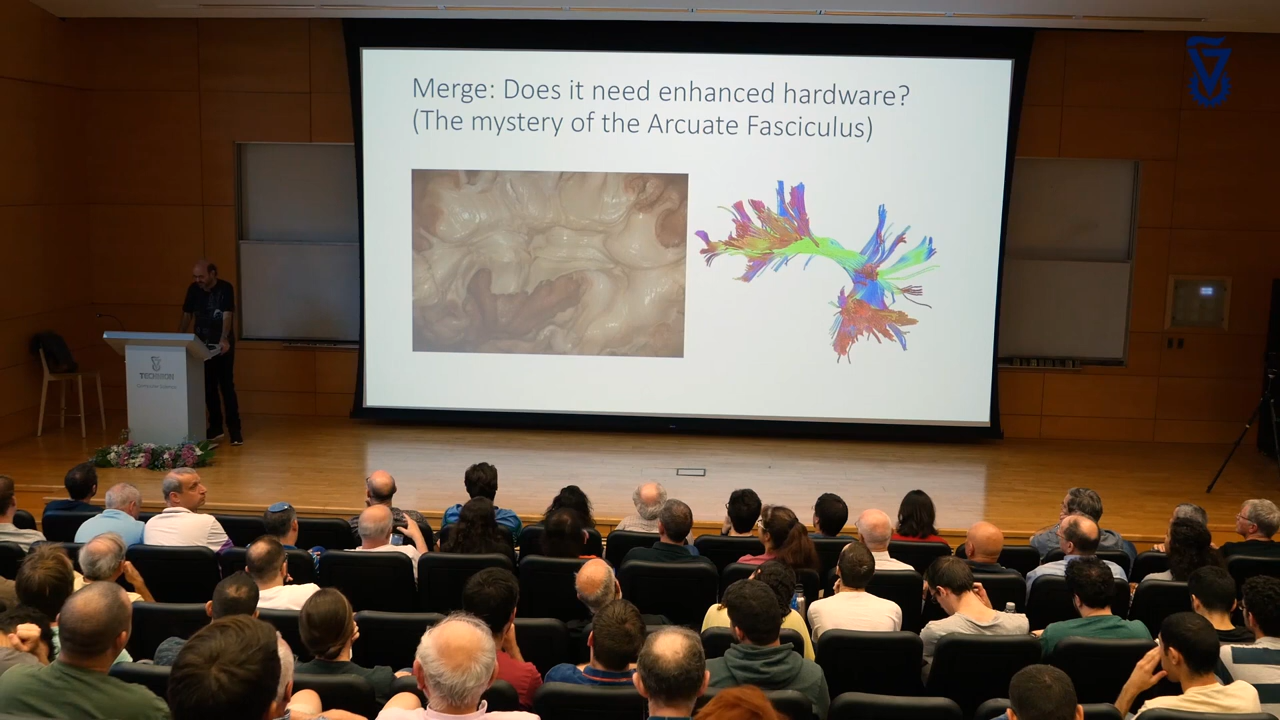 Merge: Does it need enhanced hardware?
(The mystery of the Arcuate Fasciculus)
TECHNION